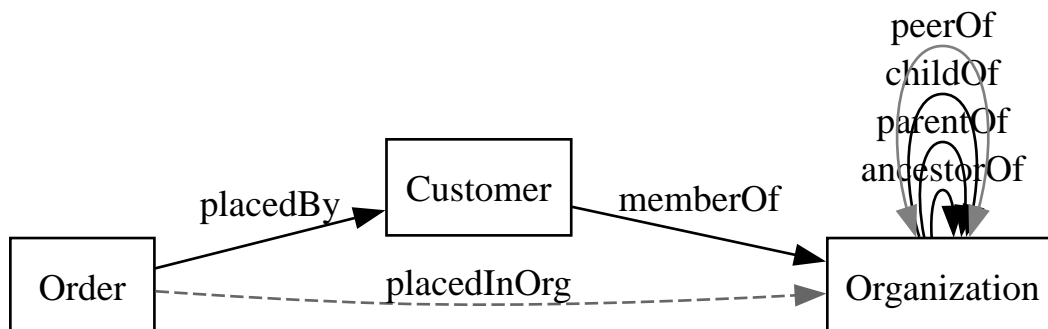 peerOf
childOf
parentOf
ancestorOf
Customer
placedBy
memberOf
Order
placedInOrg
Organization